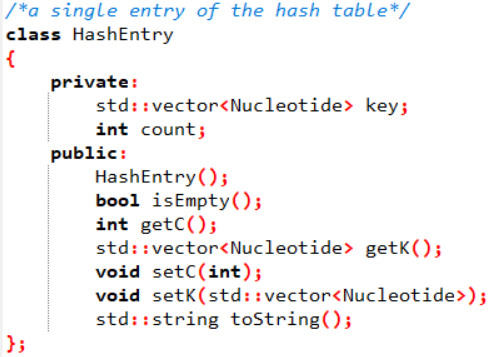 /*a single entry of the hash table*/
class HashEntry
{
private:
std::vector<Nucleotide> key;
int count;
public:
HashEntry();
bool isEmpty();
int getC();
std::vector<Nucleotide> getK();
void setC(int);
void setK(std::vector<Nucleotide>);
std::string toString();
};